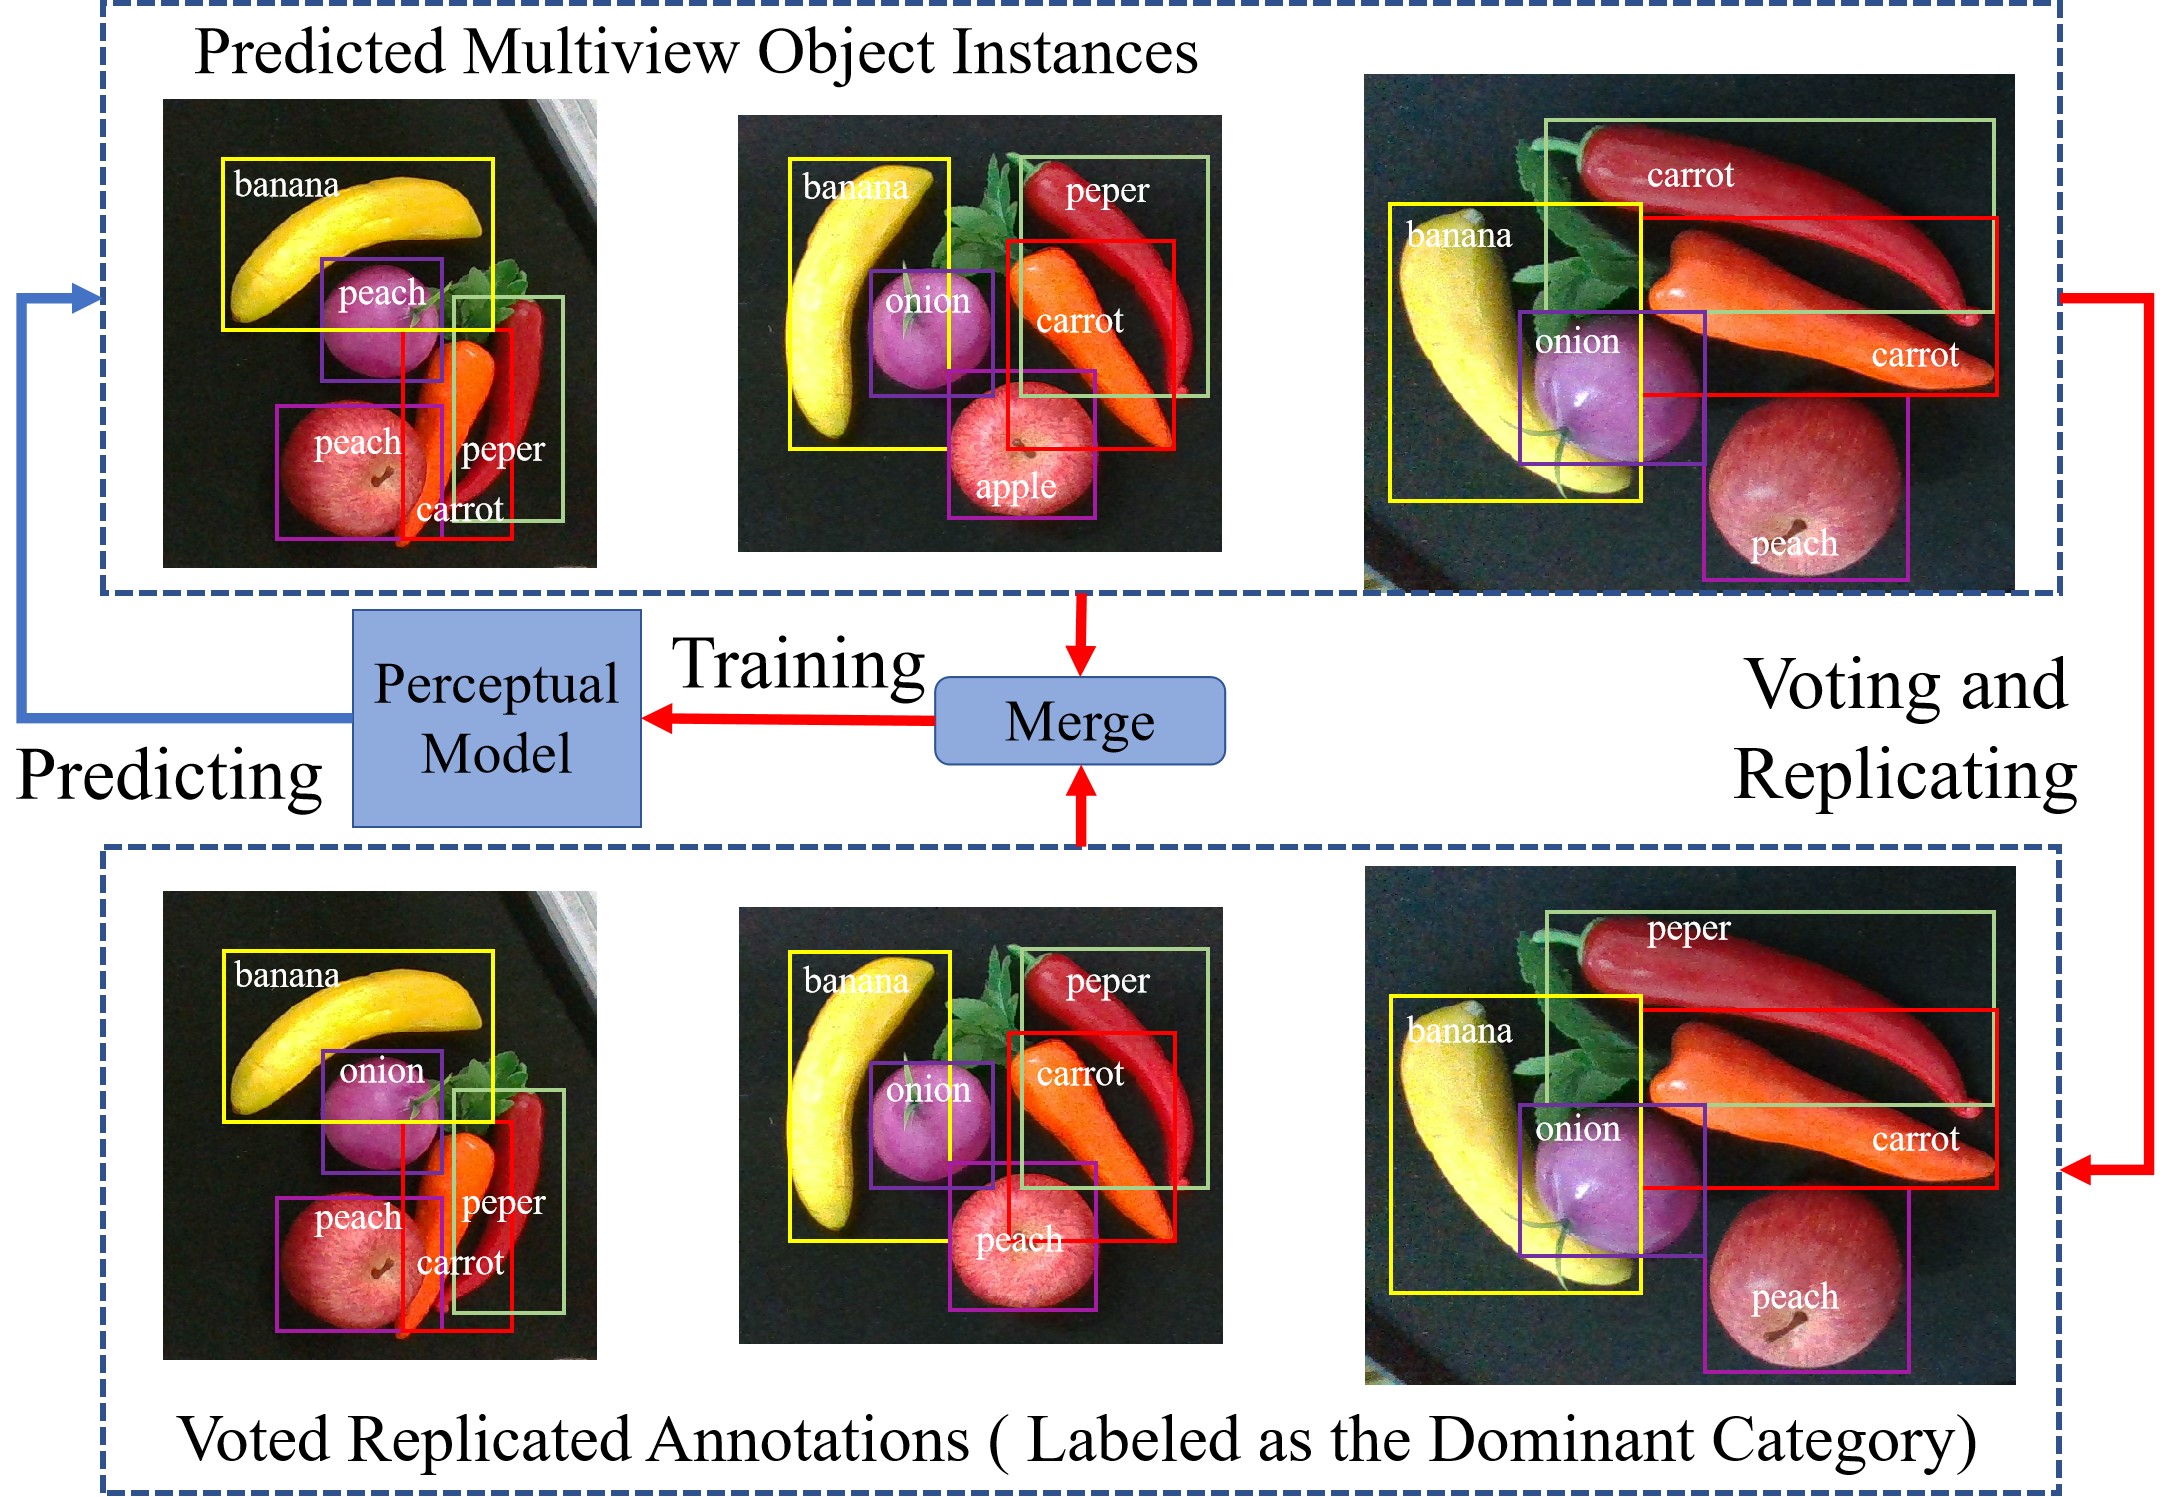 Predicted Multiview Object Instances
banana
peach
peach
peper
carrot
banana
peper
onion
carrot
apple
carrot
banana
onion
carrot
peach
Perceptual
Model
Training
Merge
Voting and
Replicating
Predicting
banana
onion
peach
peper
carrot
banana
peper
carrot
onion
peach
peper
banana
onion
carrot
peach
Voted Replicated Annotations ( Labeled as the Dominant Category)